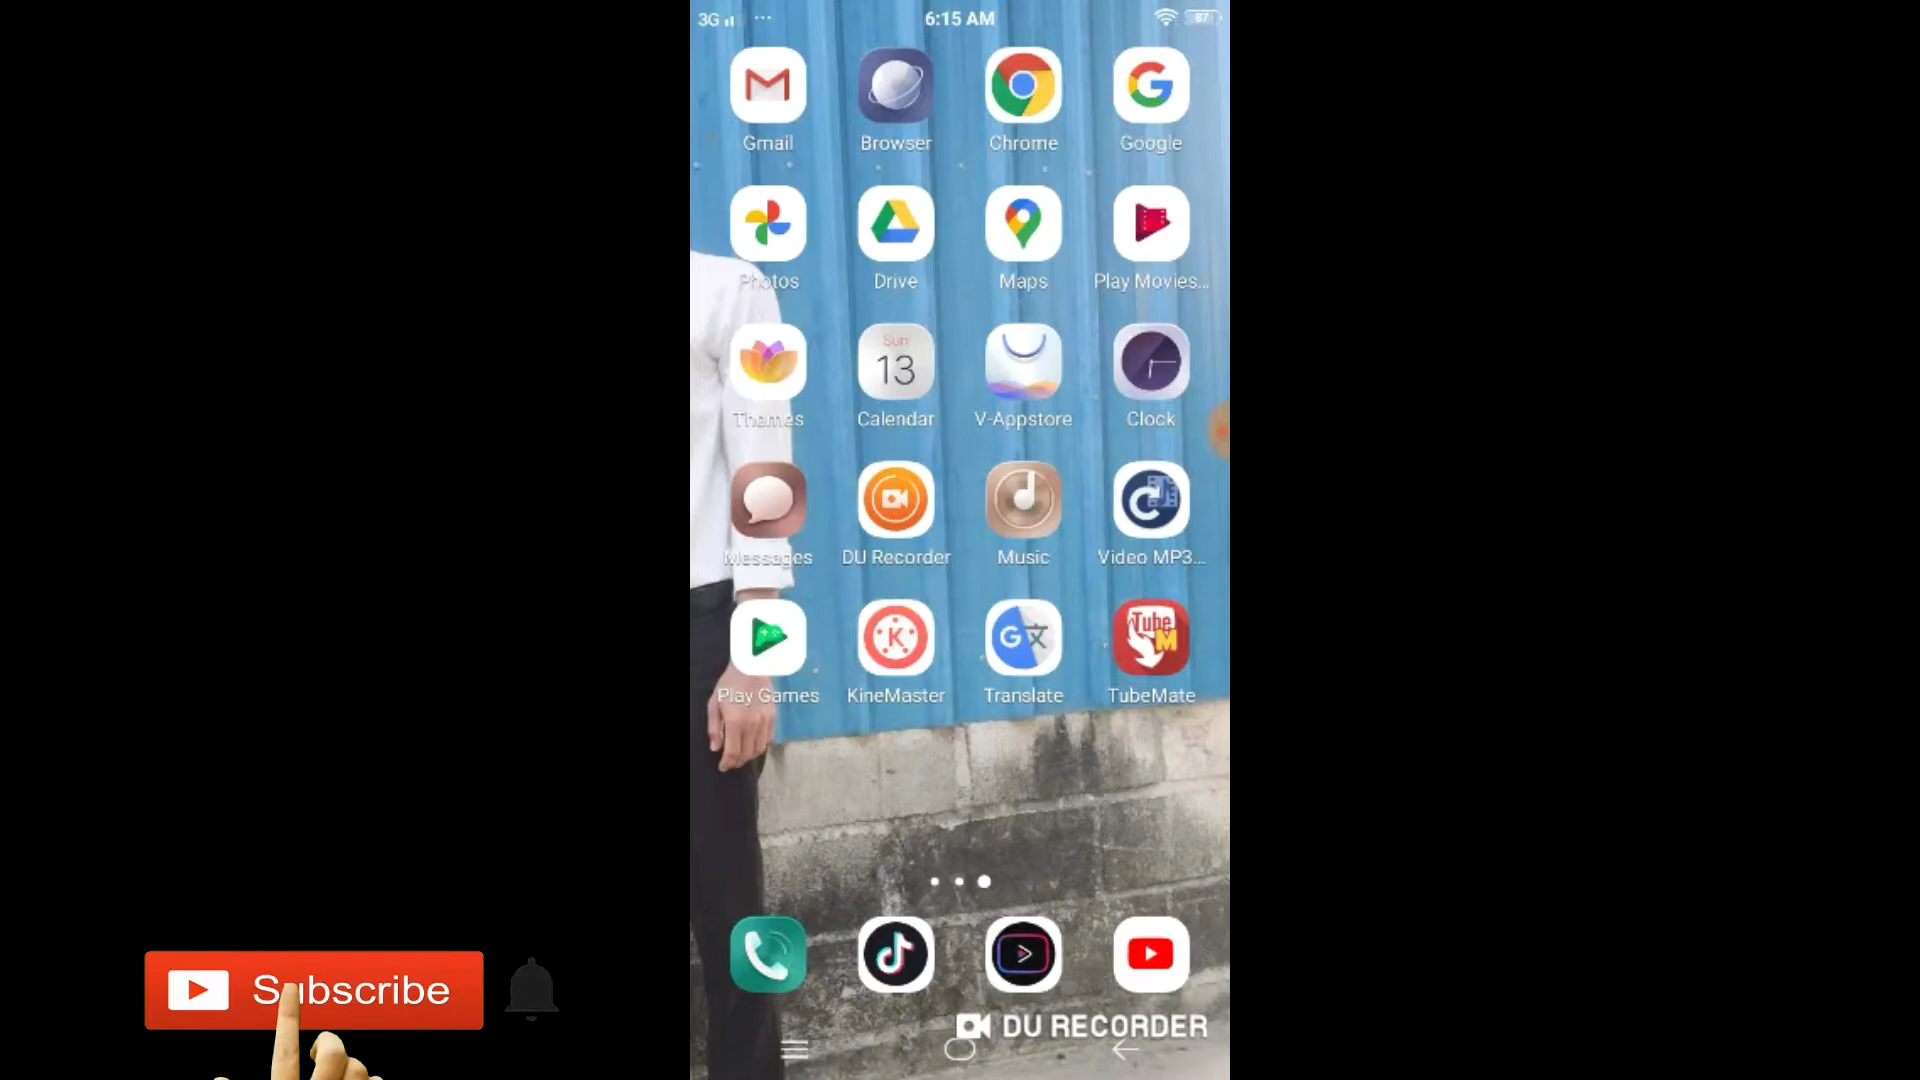 3G ... 6:15 AM 87
Gmail Browser Chrome Google
Photos Drive Maps Play Movies...
Sun
13
Themes Calendar V-Appstore Clock
Messages DU Recorder Music Video MP3...
Tube
M
Play Games KineMaster Translate TubeMate
Subscribe
DU RECORDER